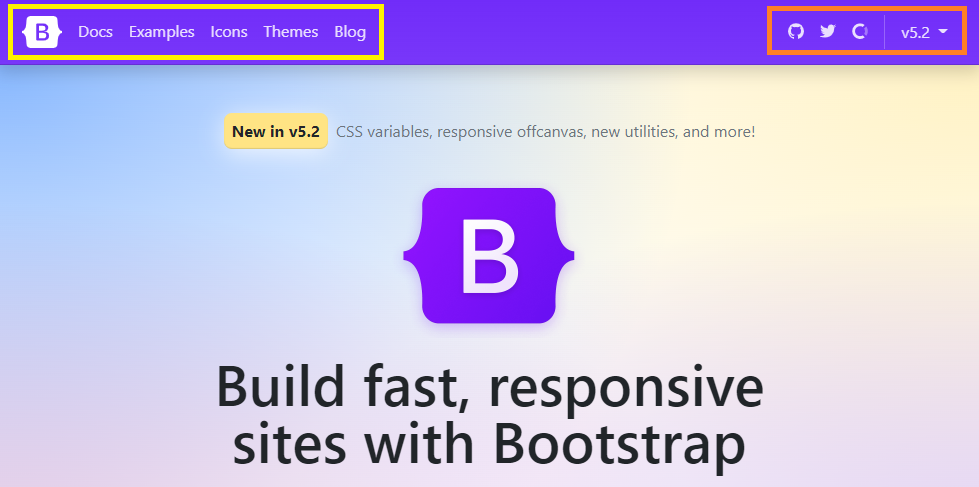 B Docs Examples Icons Themes Blog v5.2
New in v5.2 CSS variables, responsive offcanvas, new utilities, and more!
B
Build fast, responsive
sites with Bootstrap